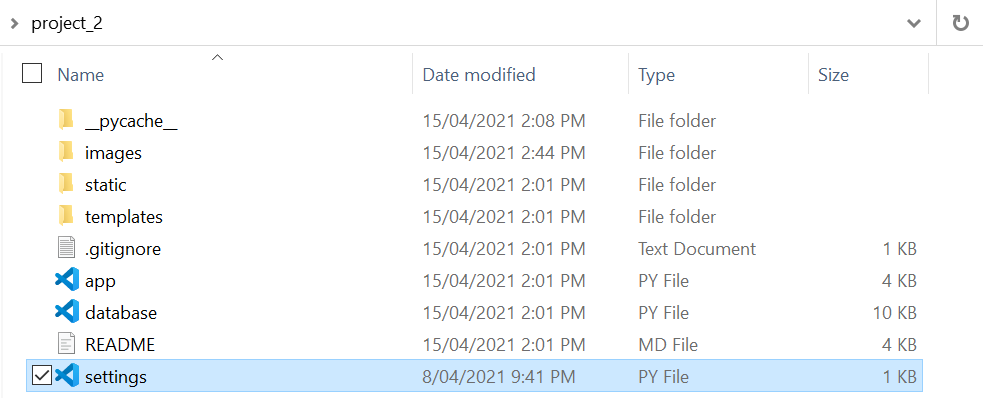 project_2
Name Date modified Type Size
__pycache__ 15/04/2021 2:08 PM File folder
images 15/04/2021 2:44 PM File folder
static 15/04/2021 2:01 PM File folder
templates 15/04/2021 2:01 PM File folder
.gitignore 15/04/2021 2:01 PM Text Document 1 KB
app 15/04/2021 2:01 PM PY File 4 KB
database 15/04/2021 2:01 PM PY File 10 KB
README 15/04/2021 2:01 PM MD File 4 KB
settings 8/04/2021 9:41 PM PY File 1 KB